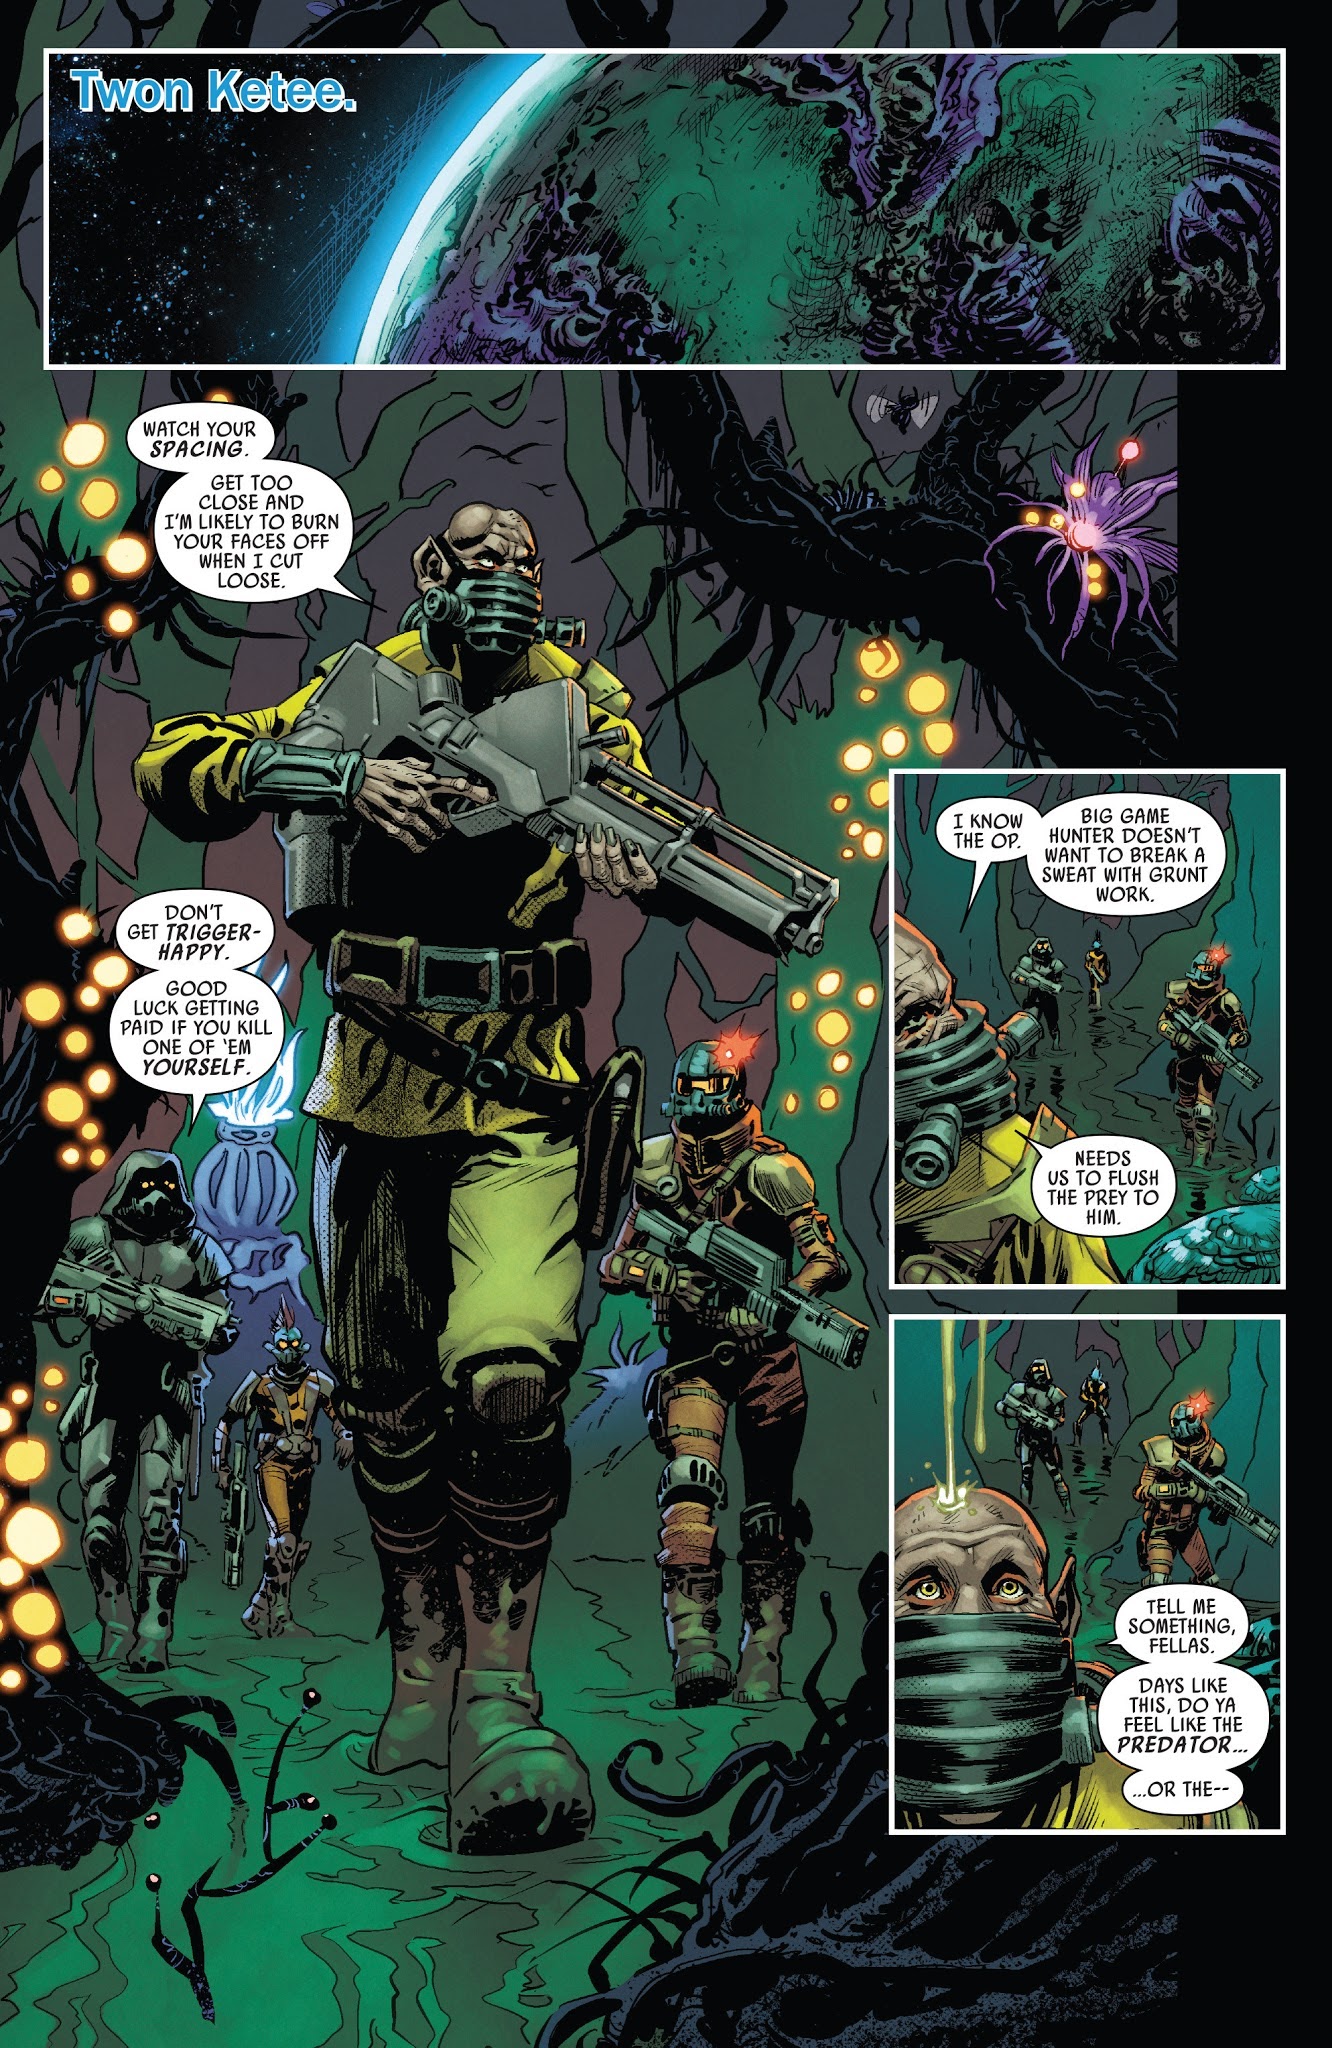 Twon Ketee.
WATCH YOUR
SPACING.
GET TOO
CLOSE AND
I'M LIKELY TO BURN
YOUR FACES OFF
WHEN I CUT
LOOSE.
DON'T
GET TRIGGER-
HAPPY.
GOOD
LUCK GETTING
PAID IF YOU KILL
ONE OF 'EM
YOURSELF.
I KNOW
THE OP.
BIG GAME
HUNTER DOESN'T
WANT TO BREAK A
SWEAT WITH GRUNT
WORK.
NEEDS
US TO FLUSH
THE PREY TO
HIM.
TELL ME
SOMETHING,
FELLAS.
DAYS LIKE
THIS, DO YA
FEEL LIKE THE
PREDATOR...
...OR THE--